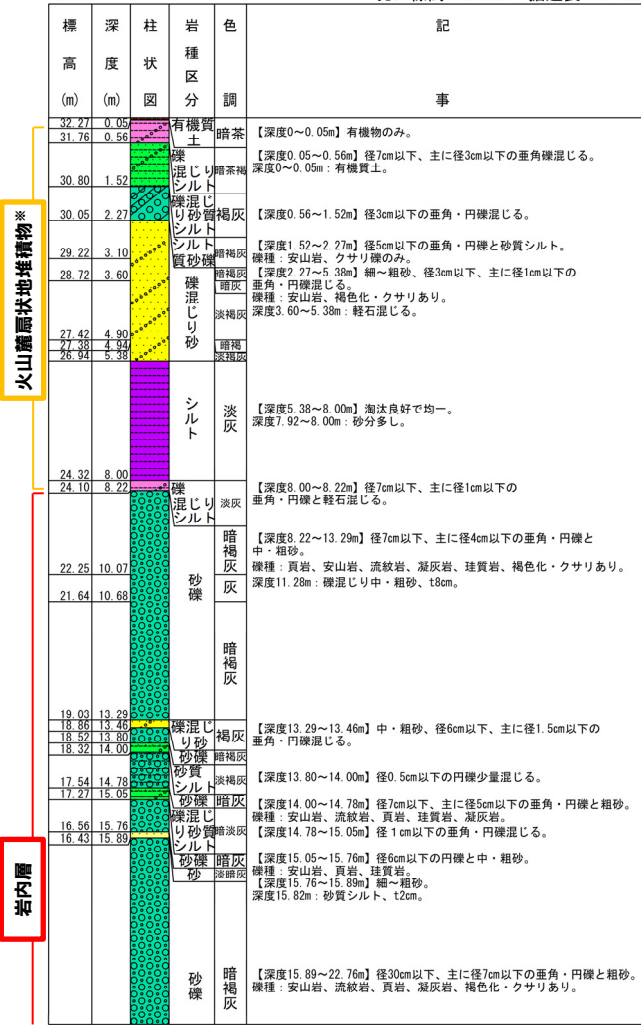 標高(m)
深度(m)
柱状図
岩種区分
色調
記事
32.27 0.05
31.76 0.56
30.80 1.52
30.05 2.27
29.22 3.10
28.72 3.60
27.42 4.90
27.38 4.94
26.94 5.38
24.32 8.00
24.10 8.22
22.25 10.07
21.64 10.68
19.03 13.29
18.86 13.46
18.52 13.80
18.32 14.00
17.54 14.78
17.27 15.05
16.56 15.76
16.43 15.89
火山麓扇状地堆積物※
岩内層
有機質土
礫混じりシルト
礫混じり砂質シルト
シルト質砂礫
礫混じり砂
シルト
礫混じりシルト
砂礫
礫混じり砂
砂礫
砂質シルト
砂礫
礫混じり砂質シルト
砂礫
砂
砂礫
暗茶
暗茶褐
褐灰
暗褐灰
暗褐灰
暗灰
淡褐灰
暗褐
淡褐灰
淡灰
淡灰
暗褐灰
灰
暗褐灰
褐灰
暗褐灰
淡褐灰
暗灰
暗淡灰
暗灰
淡暗灰
暗褐灰
【深度0～0.05m】有機物のみ。
【深度0.05～0.56m】径7cm以下、主に径3cm以下の亜角礫混じる。
深度0～0.05m：有機質土。
【深度0.56～1.52m】径3cm以下の亜角・円礫混じる。
【深度1.52～2.27m】径5cm以下の亜角・円礫と砂質シルト。
礫種：安山岩、クサリ礫のみ。
【深度2.27～5.38m】細～粗砂、径3cm以下、主に径1cm以下の
亜角・円礫混じる。
礫種：安山岩、褐色化・クサリあり。
深度3.60～5.38m：軽石混じる。
【深度5.38～8.00m】淘汰良好で均一。
深度7.92～8.00m：砂分多し。
【深度8.00～8.22m】径7cm以下、主に径1cm以下の
亜角・円礫と軽石混じる。
【深度8.22～13.29m】径7cm以下、主に径4cm以下の亜角・円礫と
中・粗砂。
礫種：頁岩、安山岩、流紋岩、凝灰岩、珪質岩、褐色化・クサリあり。
深度11.28m：礫混じり中・粗砂、t8cm。
【深度13.29～13.46m】中・粗砂、径6cm以下、主に径1.5cm以下の
亜角・円礫混じる。
【深度13.80～14.00m】径0.5cm以下の円礫少量混じる。
【深度14.00～14.78m】径7cm以下、主に径5cm以下の亜角・円礫と粗砂。
礫種：安山岩、流紋岩、頁岩、珪質岩、凝灰岩。
【深度14.78～15.05m】径１cm以下の亜角・円礫混じる。
【深度15.05～15.76m】径6cm以下の円礫と中・粗砂。
礫種：安山岩、頁岩、珪質岩。
【深度15.76～15.89m】細～粗砂。
深度15.82m：砂質シルト、t2cm。
【深度15.89～22.76m】径30cm以下、主に径7cm以下の亜角・円礫と粗砂。
礫種：安山岩、流紋岩、頁岩、凝灰岩、褐色化・クサリあり。